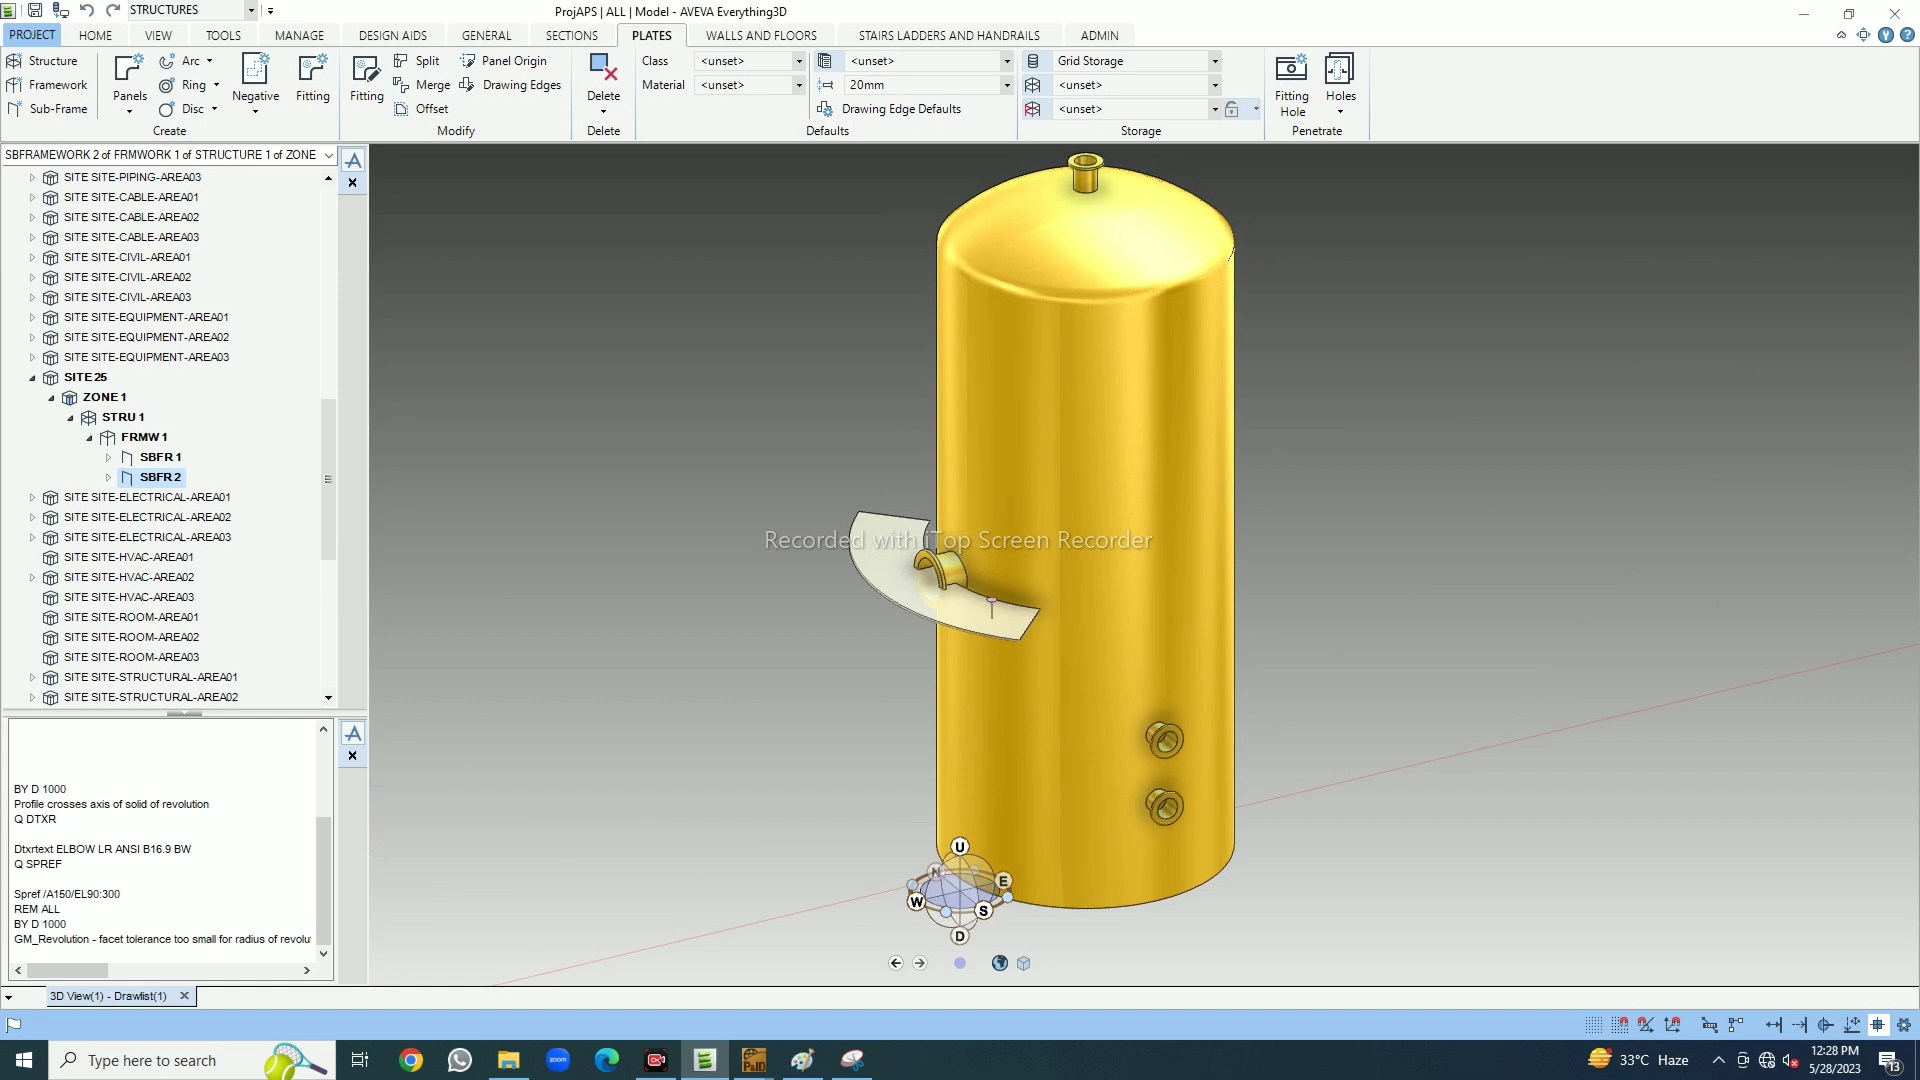 STRUCTURES
ProjAPS | ALL | Model - AVEVA Everything3D
PROJECT
HOME
VIEW
TOOLS
MANAGE
DESIGN AIDS
GENERAL
SECTIONS
PLATES
WALLS AND FLOORS
STAIRS LADDERS AND HANDRAILS
ADMIN
Structure
Framework
Sub-Frame
Panels
Arc
Ring
Disc
Negative
Fitting
Create
Fitting
Split
Merge
Offset
Panel Origin
Drawing Edges
Modify
Delete
Delete
Class
<unset>
Material
<unset>
<unset>
20mm
Drawing Edge Defaults
Defaults
Grid Storage
<unset>
<unset>
Storage
Fitting
Hole
Holes
Penetrate
SBFRAMEWORK 2 of FRMWORK 1 of STRUCTURE 1 of ZONE
SITE SITE-PIPING-AREA03
SITE SITE-CABLE-AREA01
SITE SITE-CABLE-AREA02
SITE SITE-CABLE-AREA03
SITE SITE-CIVIL-AREA01
SITE SITE-CIVIL-AREA02
SITE SITE-CIVIL-AREA03
SITE SITE-EQUIPMENT-AREA01
SITE SITE-EQUIPMENT-AREA02
SITE SITE-EQUIPMENT-AREA03
SITE 25
ZONE 1
STRU 1
FRMW 1
SBFR 1
SBFR 2
SITE SITE-ELECTRICAL-AREA01
SITE SITE-ELECTRICAL-AREA02
SITE SITE-ELECTRICAL-AREA03
SITE SITE-HVAC-AREA01
SITE SITE-HVAC-AREA02
SITE SITE-HVAC-AREA03
SITE SITE-ROOM-AREA01
SITE SITE-ROOM-AREA02
SITE SITE-ROOM-AREA03
SITE SITE-STRUCTURAL-AREA01
SITE SITE-STRUCTURAL-AREA02
Recorded with iTop Screen Recorder
BY D 1000
Profile crosses axis of solid of revolution
Q DTXR
Dtxrtext ELBOW LR ANSI B16.9 BW
Q SPREF
Spref /A150/EL90:300
REM ALL
BY D 1000
GM_Revolution - facet tolerance too small for radius of revolu
U
N
E
W
S
D
3D View(1) - Drawlist(1)
Type here to search
zoom
P&ID
33°C Haze
12:28 PM
5/28/2023
13